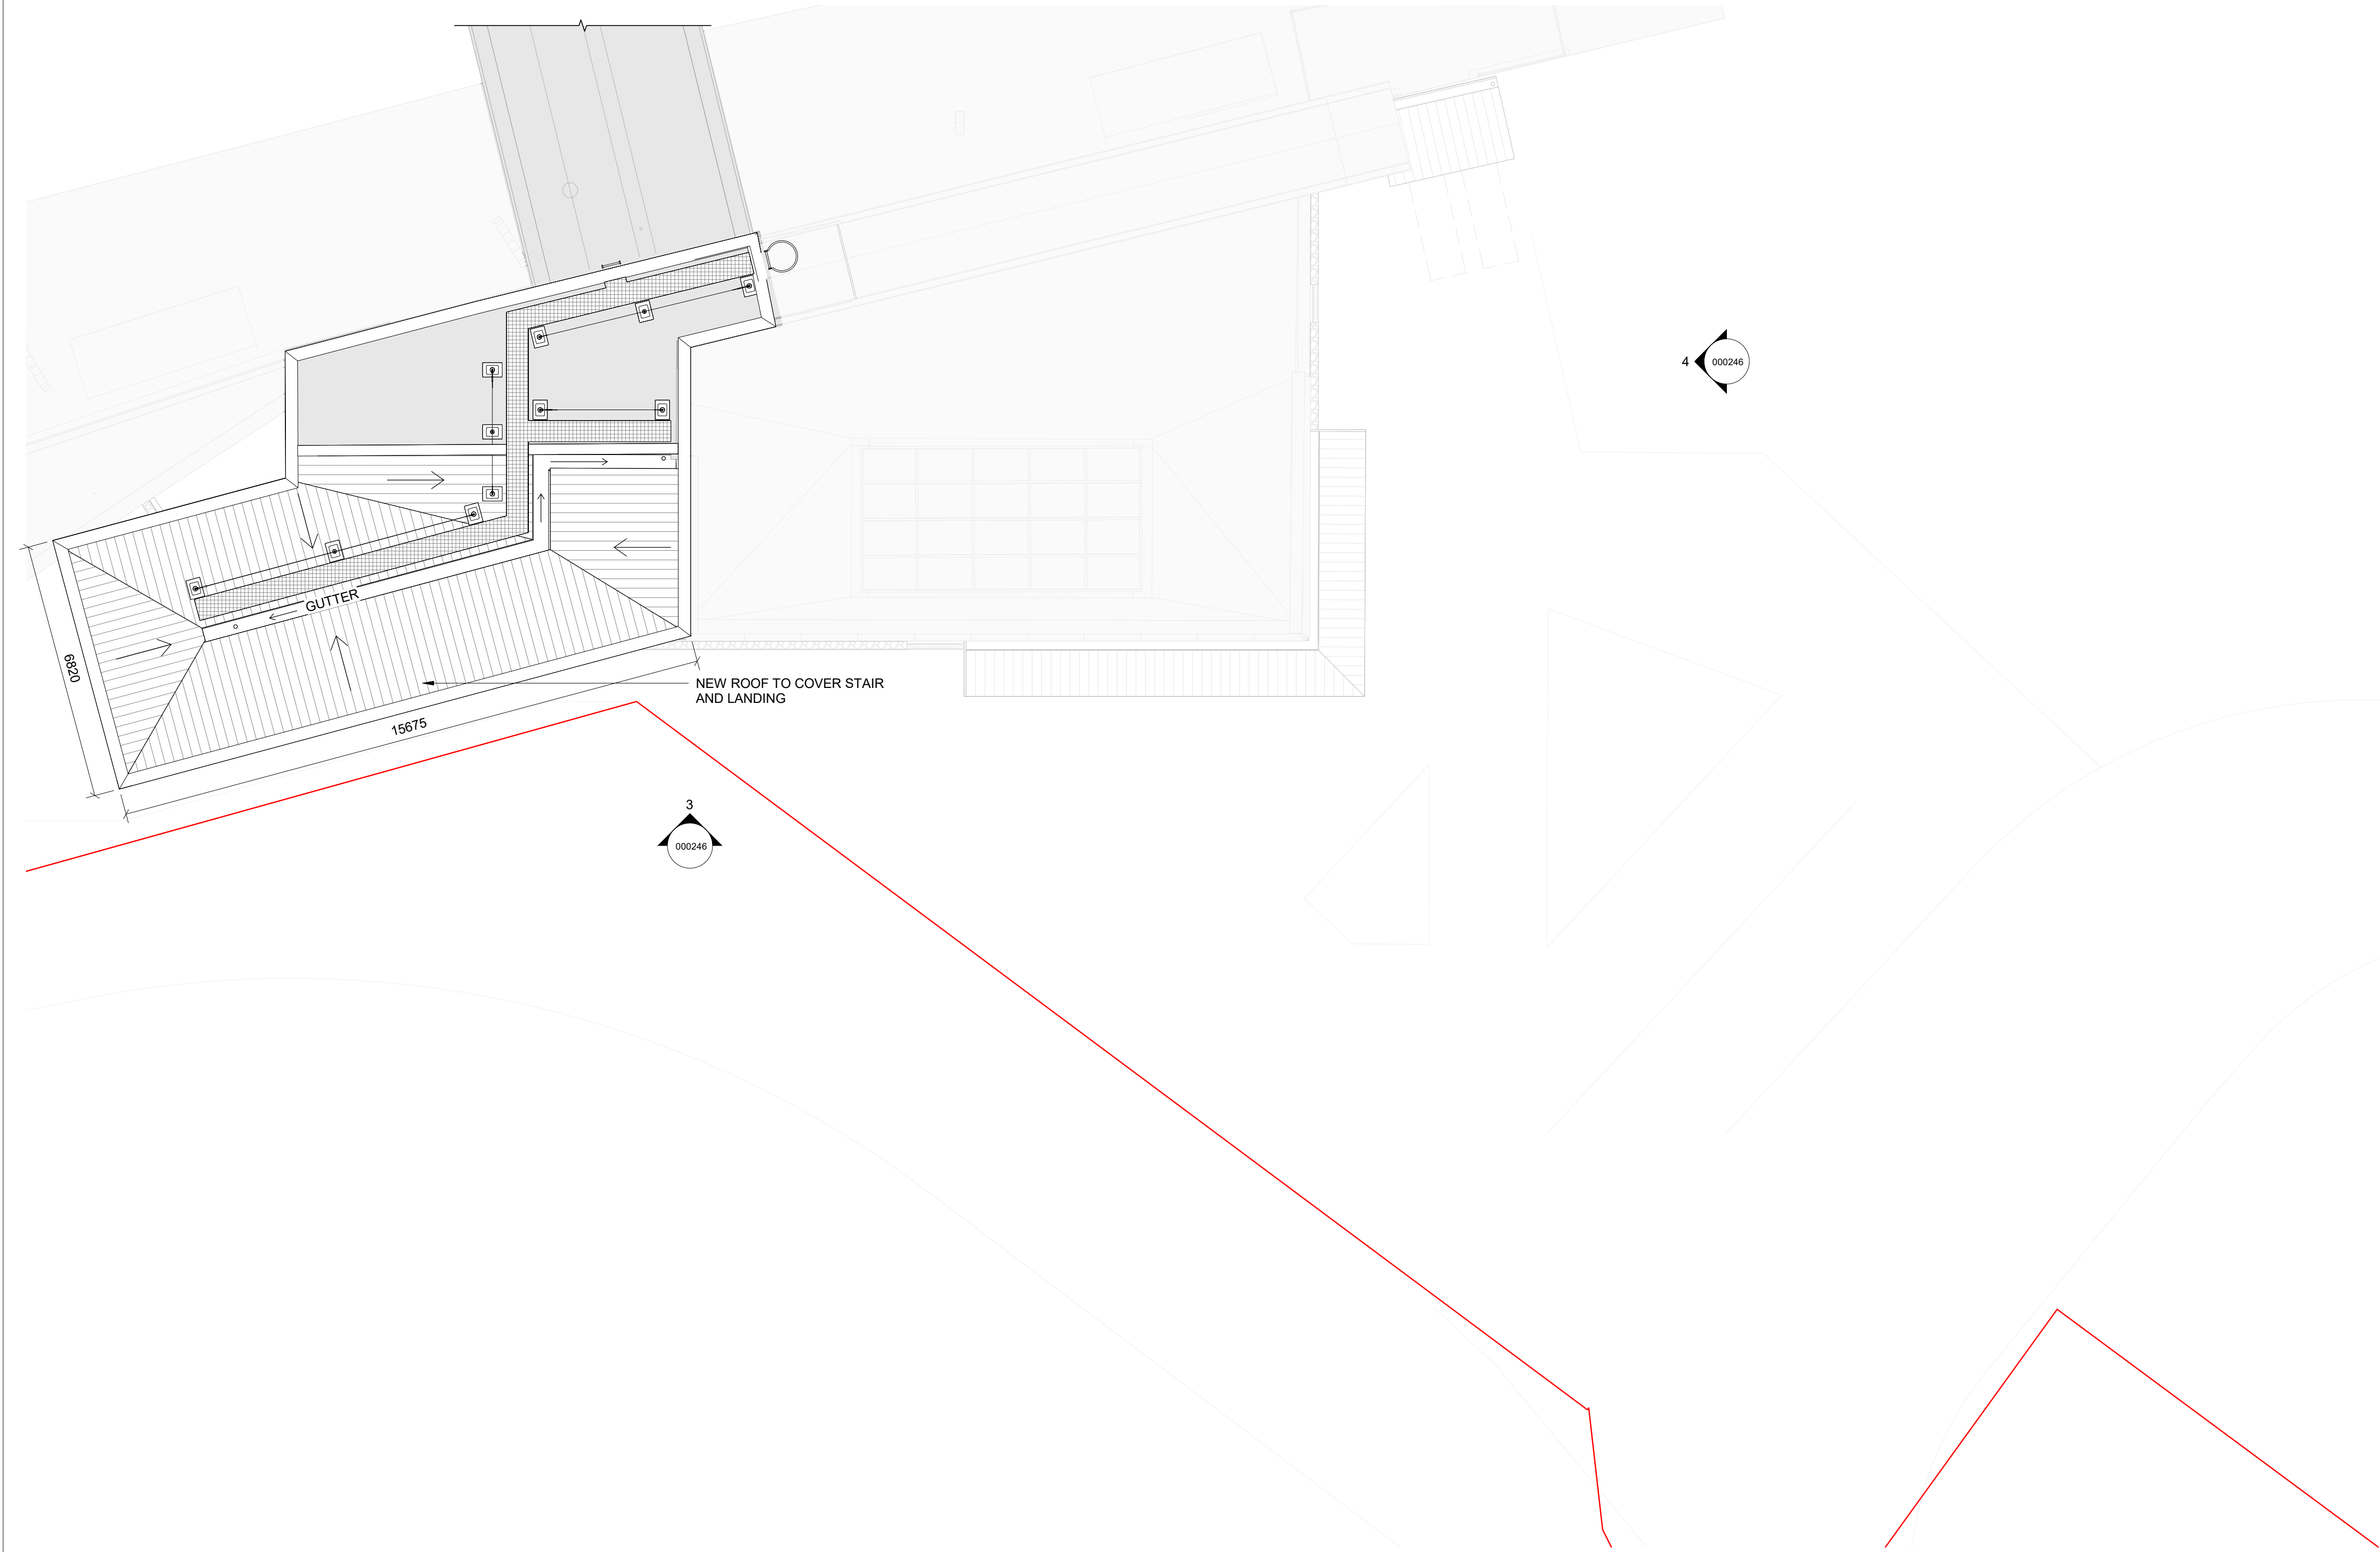 4
000246
GUTTER
6820
NEW ROOF TO COVER STAIR
AND LANDING
15675
3
000246